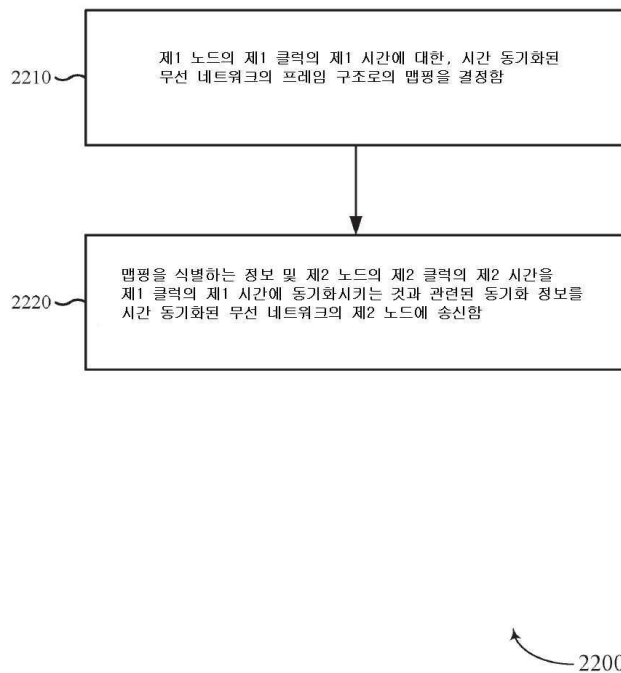 2210
제1 노드의 제1 클럭의 제1 시간에 대한, 시간 동기화된
무선 네트워크의 프레임 구조로의 맵핑을 결정함
2220
맵핑을 식별하는 정보 및 제2 노드의 제2 클럭의 제2 시간을
제1 클럭의 제1 시간에 동기화시키는 것과 관련된 동기화 정보를
시간 동기화된 무선 네트워크의 제2 노드에 송신함
2200